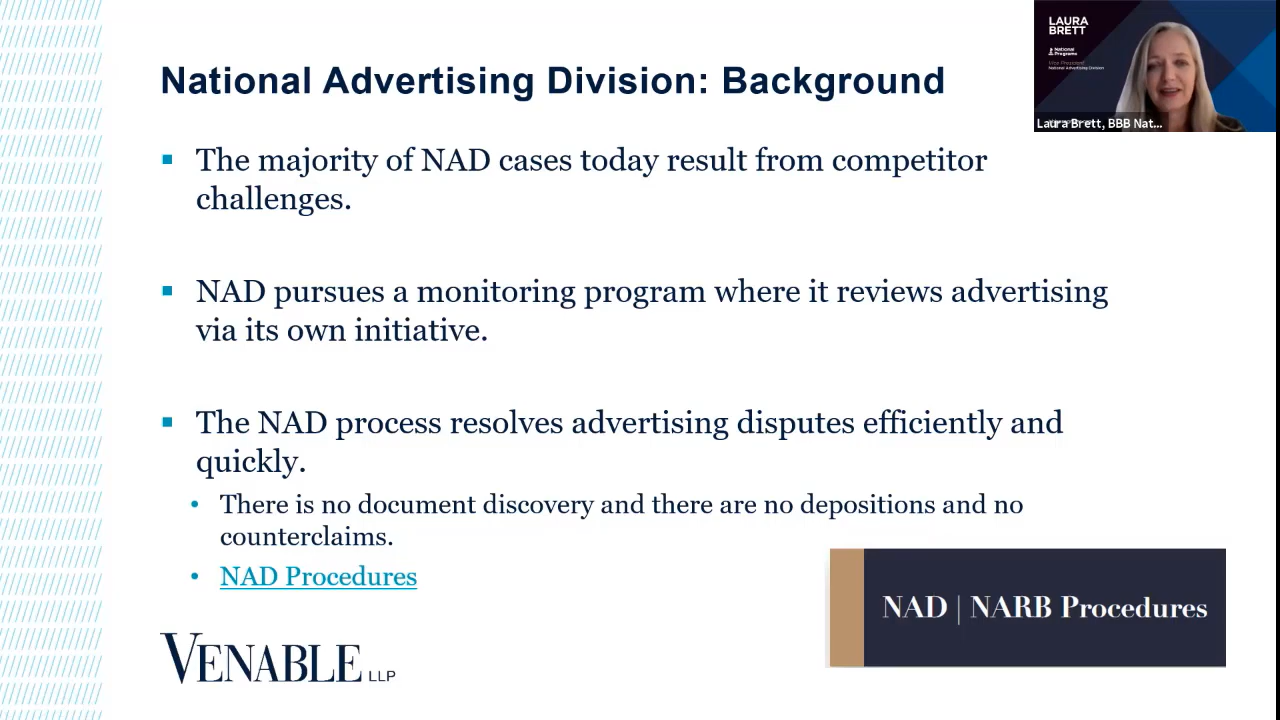 National Advertising Division: Background
LAURA
BRETT
National
Programs
Vice President
National Advertising Division
Laura Brett, BBB Nat...
The majority of NAD cases today result from competitor
challenges.
NAD pursues a monitoring program where it reviews advertising
via its own initiative.
The NAD process resolves advertising disputes efficiently and
quickly.
There is no document discovery and there are no depositions and no
counterclaims.
NAD Procedures
NAD | NARB Procedures
VENABLE LLP